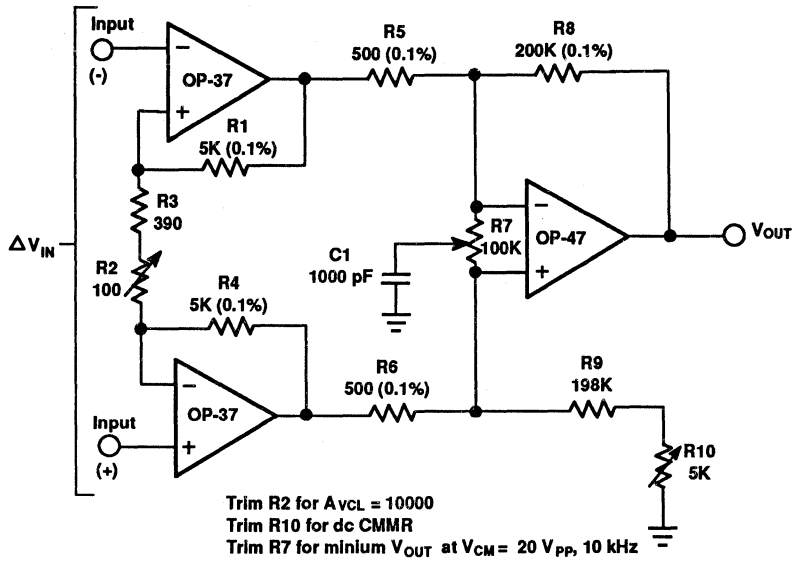 Input
(-)
−
OP-37
+
R5
500 (0.1%)
R8
200K (0.1%)
R1
5K (0.1%)
R3
390
ΔV_IN
R2
100
R4
5K (0.1%)
C1
1000 pF
R7
100K
−
OP-47
+
V_OUT
−
OP-37
+
Input
(+)
R6
500 (0.1%)
R9
198K
R10
5K
Trim R2 for A_VCL = 10000
Trim R10 for dc CMMR
Trim R7 for minium V_OUT at V_CM = 20 V_PP, 10 kHz